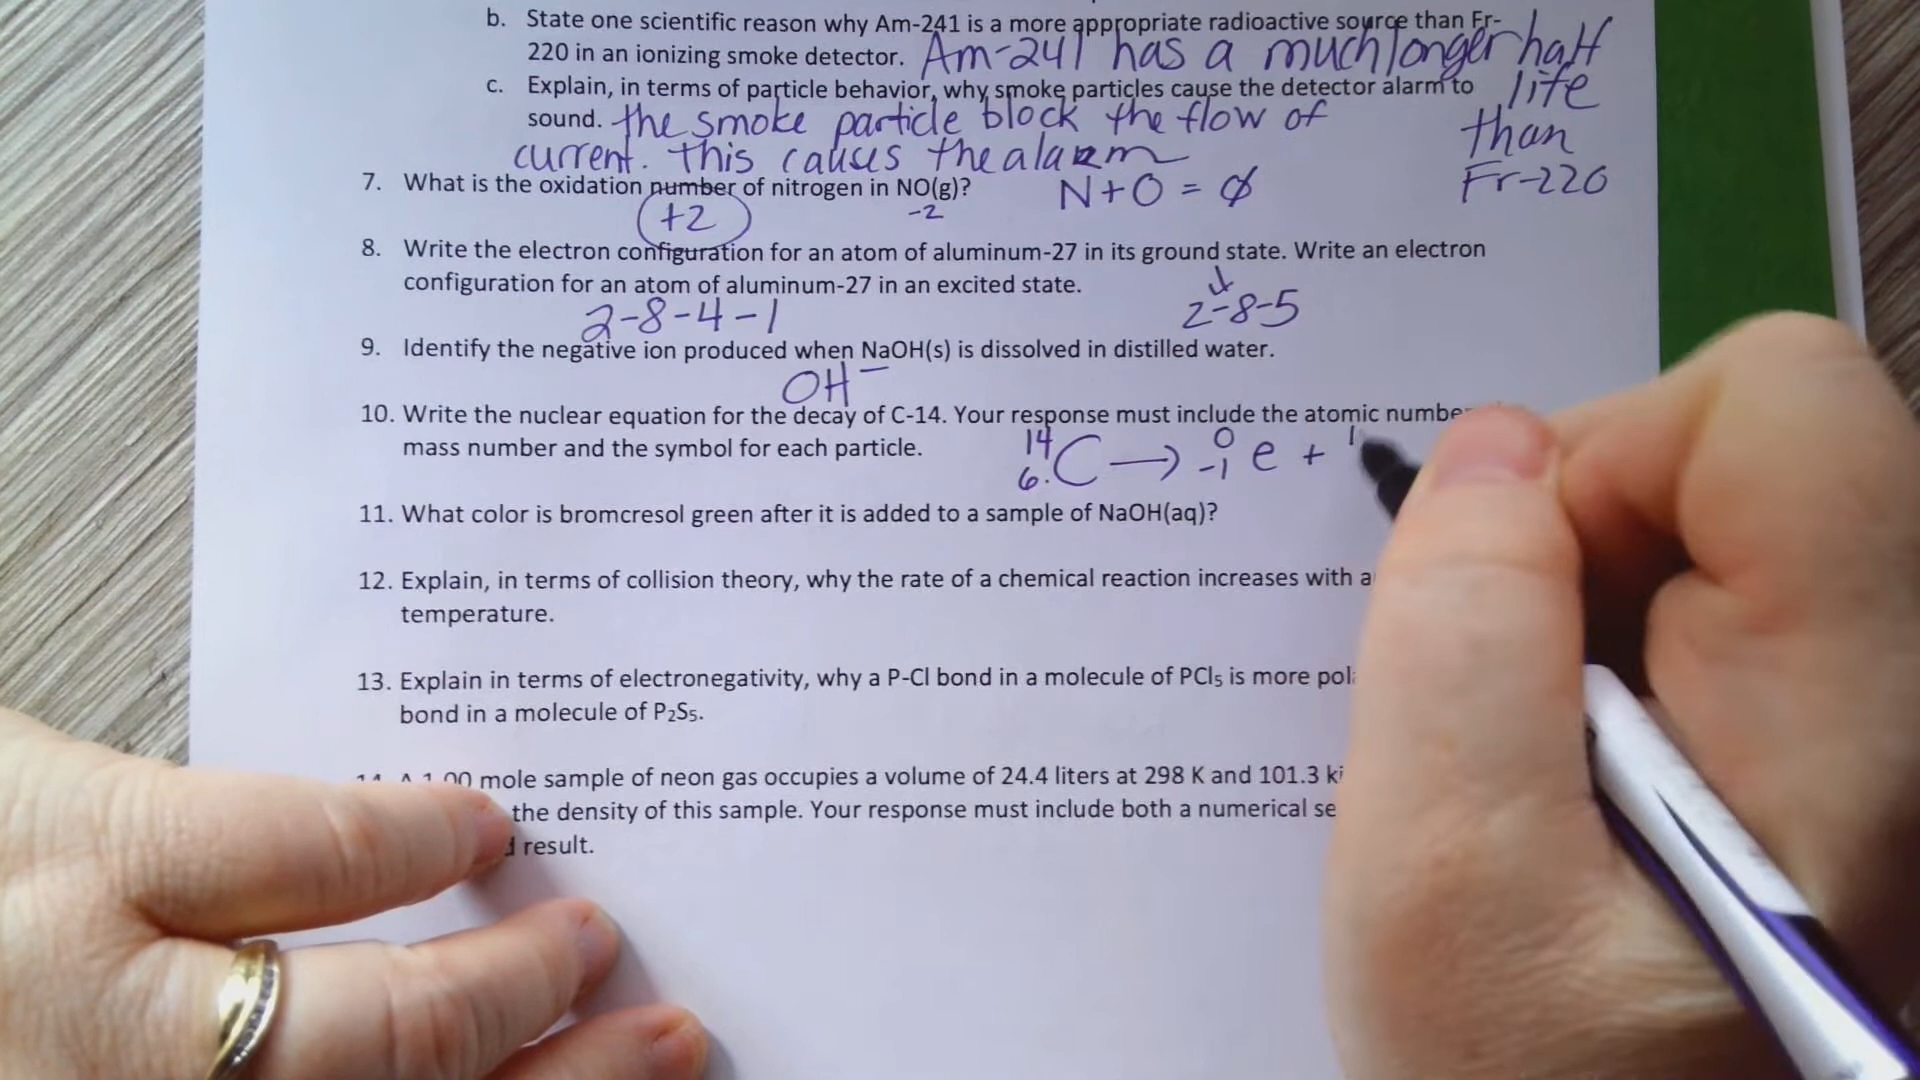 b. State one scientific reason why Am-241 is a more appropriate radioactive source than Fr-
220 in an ionizing smoke detector. Am-241 has a much longer half
life
than
Fr-220
c. Explain, in terms of particle behavior, why smoke particles cause the detector alarm to
sound. the smoke particle block the flow of
current. this causes the alarm
7. What is the oxidation number of nitrogen in NO(g)? N+O = ∅
+2 -2
8. Write the electron configuration for an atom of aluminum-27 in its ground state. Write an electron
configuration for an atom of aluminum-27 in an excited state.
2-8-4-1 2-8-5
9. Identify the negative ion produced when NaOH(s) is dissolved in distilled water.
OH⁻
10. Write the nuclear equation for the decay of C-14. Your response must include the atomic number
mass number and the symbol for each particle. ¹⁴₆C → ⁰₋₁e + 1
11. What color is bromcresol green after it is added to a sample of NaOH(aq)?
12. Explain, in terms of collision theory, why the rate of a chemical reaction increases with a
temperature.
13. Explain in terms of electronegativity, why a P-Cl bond in a molecule of PCl₅ is more
bond in a molecule of P₂S₅.
14. A 1.00 mole sample of neon gas occupies a volume of 24.4 liters at 298 K and 101.3
the density of this sample. Your response must include both a numerical
result.